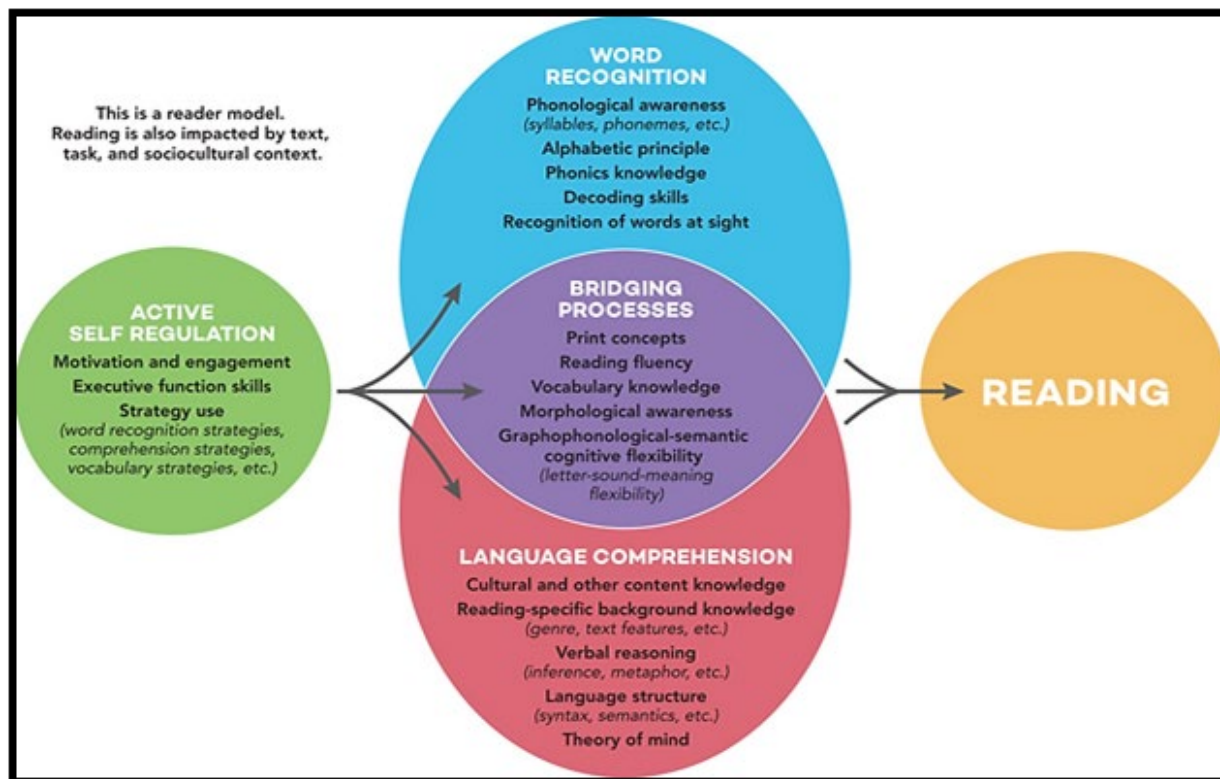 This is a reader model.
Reading is also impacted by text,
task, and sociocultural context.
ACTIVE
SELF REGULATION
Motivation and engagement
Executive function skills
Strategy use
(word recognition strategies,
comprehension strategies,
vocabulary strategies, etc.)
WORD
RECOGNITION
Phonological awareness
(syllables, phonemes, etc.)
Alphabetic principle
Phonics knowledge
Decoding skills
Recognition of words at sight
BRIDGING
PROCESSES
Print concepts
Reading fluency
Vocabulary knowledge
Morphological awareness
Graphophonological-semantic
cognitive flexibility
(letter-sound-meaning
flexibility)
LANGUAGE COMPREHENSION
Cultural and other content knowledge
Reading-specific background knowledge
(genre, text features, etc.)
Verbal reasoning
(inference, metaphor, etc.)
Language structure
(syntax, semantics, etc.)
Theory of mind
READING